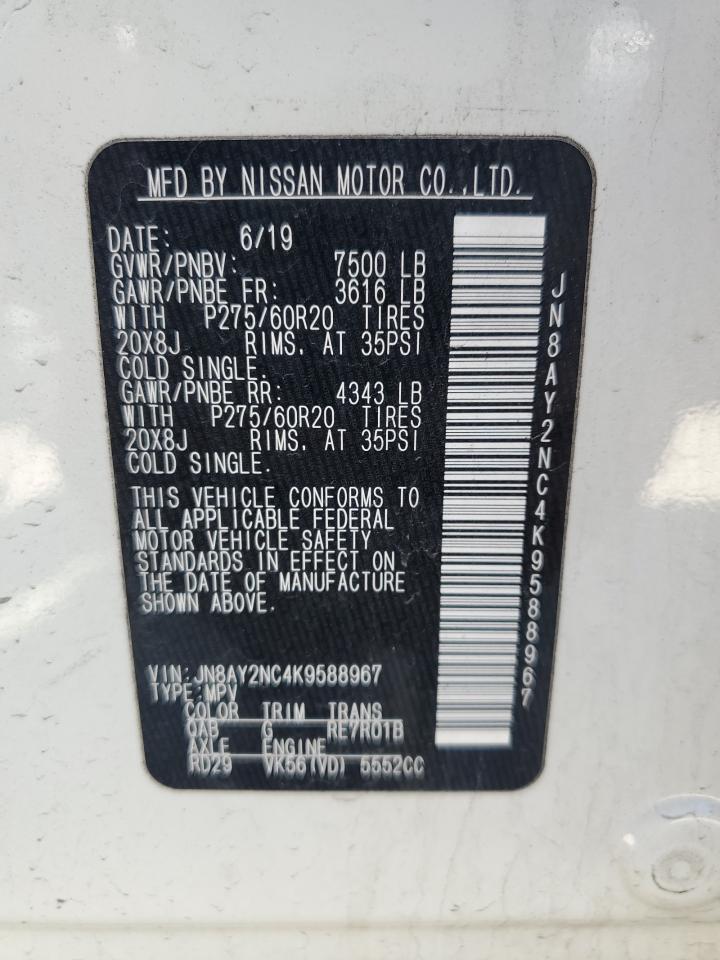 MFD BY NISSAN MOTOR CO.,LTD.
DATE: 6/19
GVWR/PNBV: 7500 LB
GAWR/PNBE FR: 3616 LB
WITH P275/60R20 TIRES
20X8J RIMS, AT 35PSI
COLD SINGLE.
GAWR/PNBE RR: 4343 LB
WITH P275/60R20 TIRES
20X8J RIMS, AT 35PSI
COLD SINGLE.
THIS VEHICLE CONFORMS TO
ALL APPLICABLE FEDERAL
MOTOR VEHICLE SAFETY
STANDARDS IN EFFECT ON
THE DATE OF MANUFACTURE
SHOWN ABOVE.
VIN:JN8AY2NC4K9588967
TYPE:MPV
COLOR TRIM TRANS
QAB G RE7R01B
AXLE ENGINE
RD29 VK56(VD) 5552CC
JN8AY2NC4K9588967